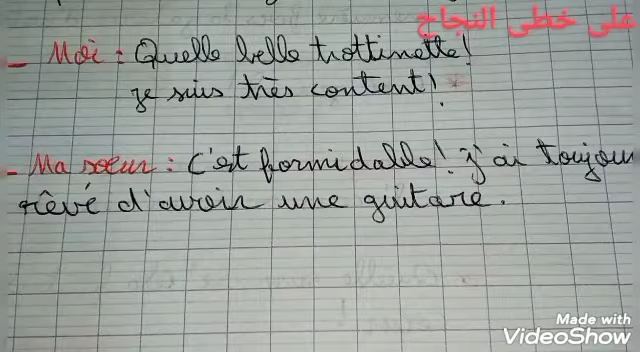 على خطى النجاح
- Moi : Quelle belle trottinette!
je suis très content!
- Ma sœur : C'est formidable! j'ai toujou
rêvé d'avoir une guitare.
Made with
VideoShow